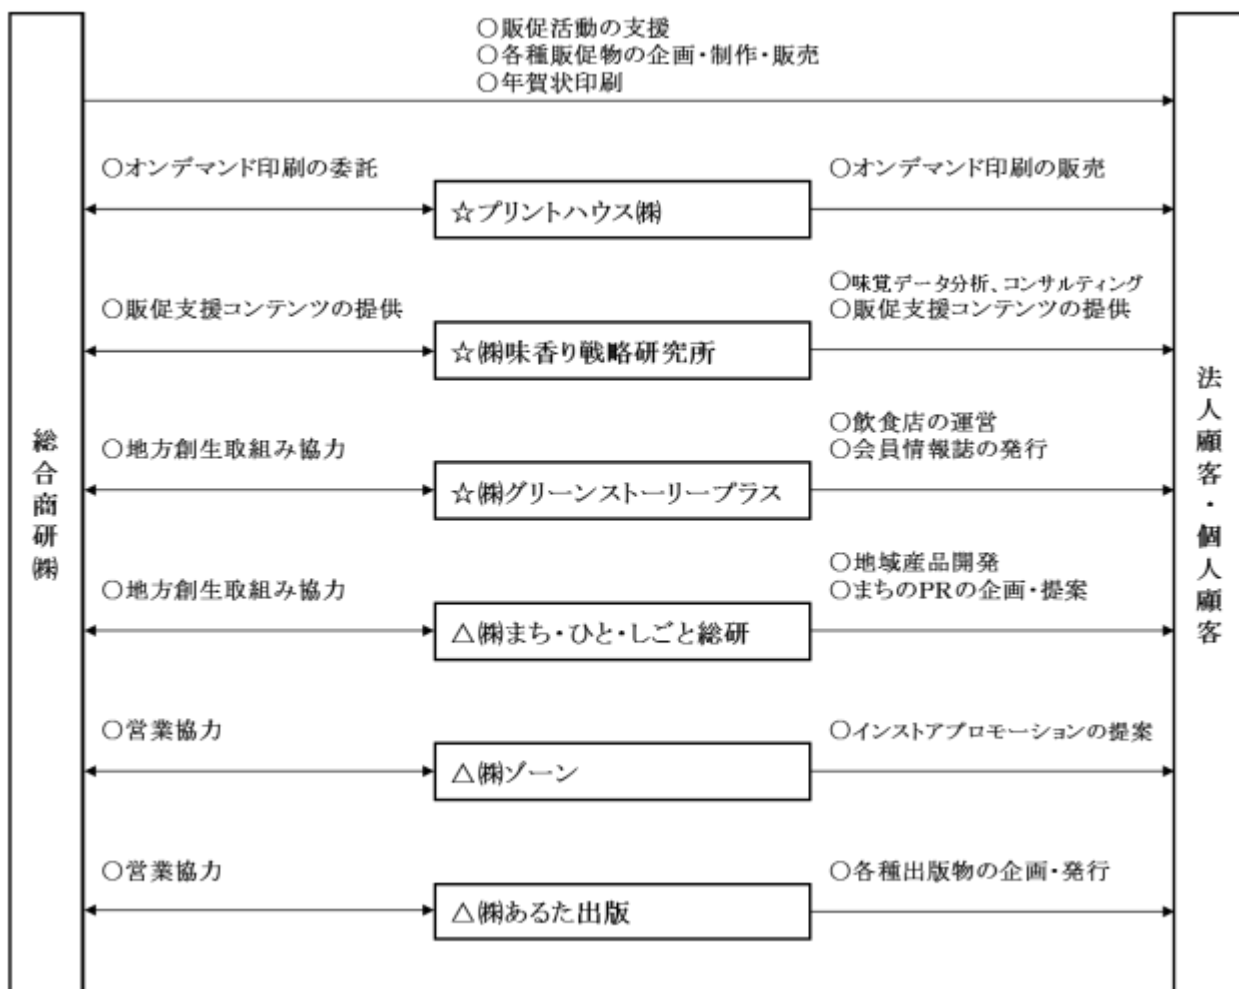 ○販促活動の支援
○各種販促物の企画・制作・販売
○年賀状印刷
○オンデマンド印刷の委託
○オンデマンド印刷の販売
☆プリントハウス㈱
○味覚データ分析、コンサルティング
○販促支援コンテンツの提供
○販促支援コンテンツの提供
☆㈱味香り戦略研究所
○飲食店の運営
○地方創生取組み協力
○会員情報誌の発行
☆㈱グリーンストーリープラス
○地域産品開発
○地方創生取組み協力
○まちのPRの企画・提案
△㈱まち・ひと・しごと総研
○営業協力
○インストアプロモーションの提案
△㈱ゾーン
○営業協力
○各種出版物の企画・発行
△㈱あるた出版
総合商研㈱
法人顧客・個人顧客